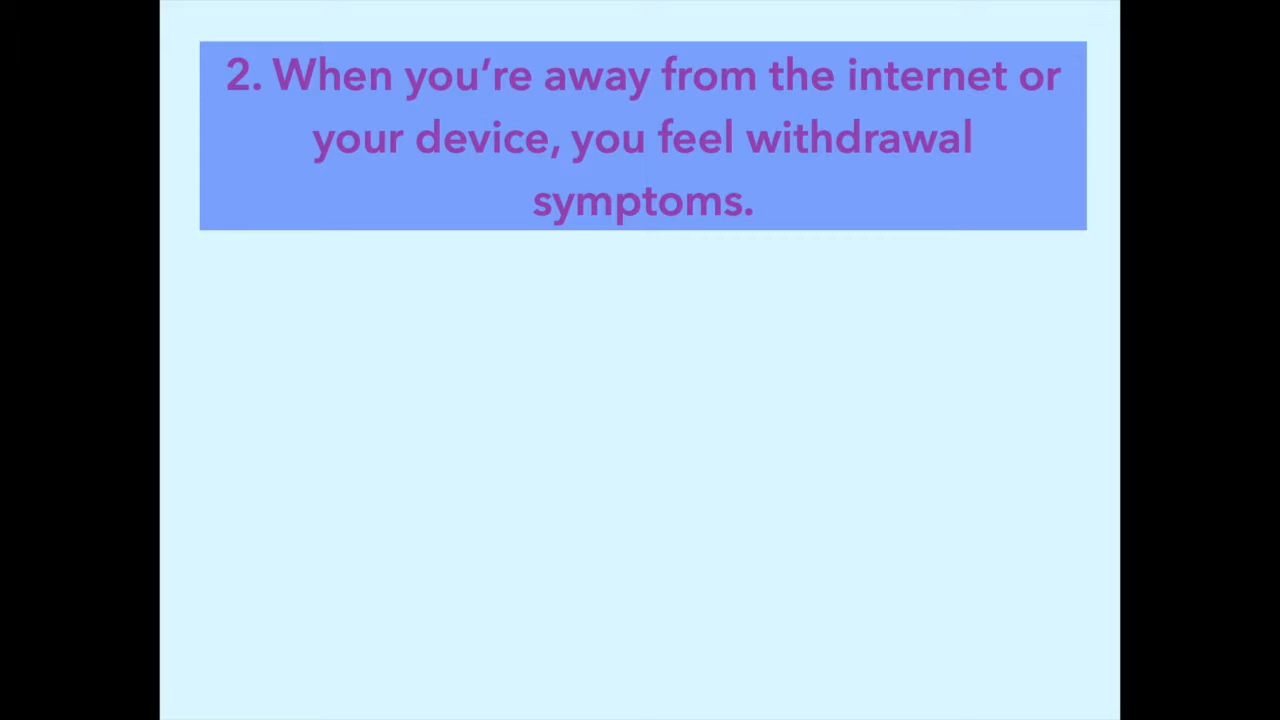 2. When you’re away from the internet or
your device, you feel withdrawal
symptoms.